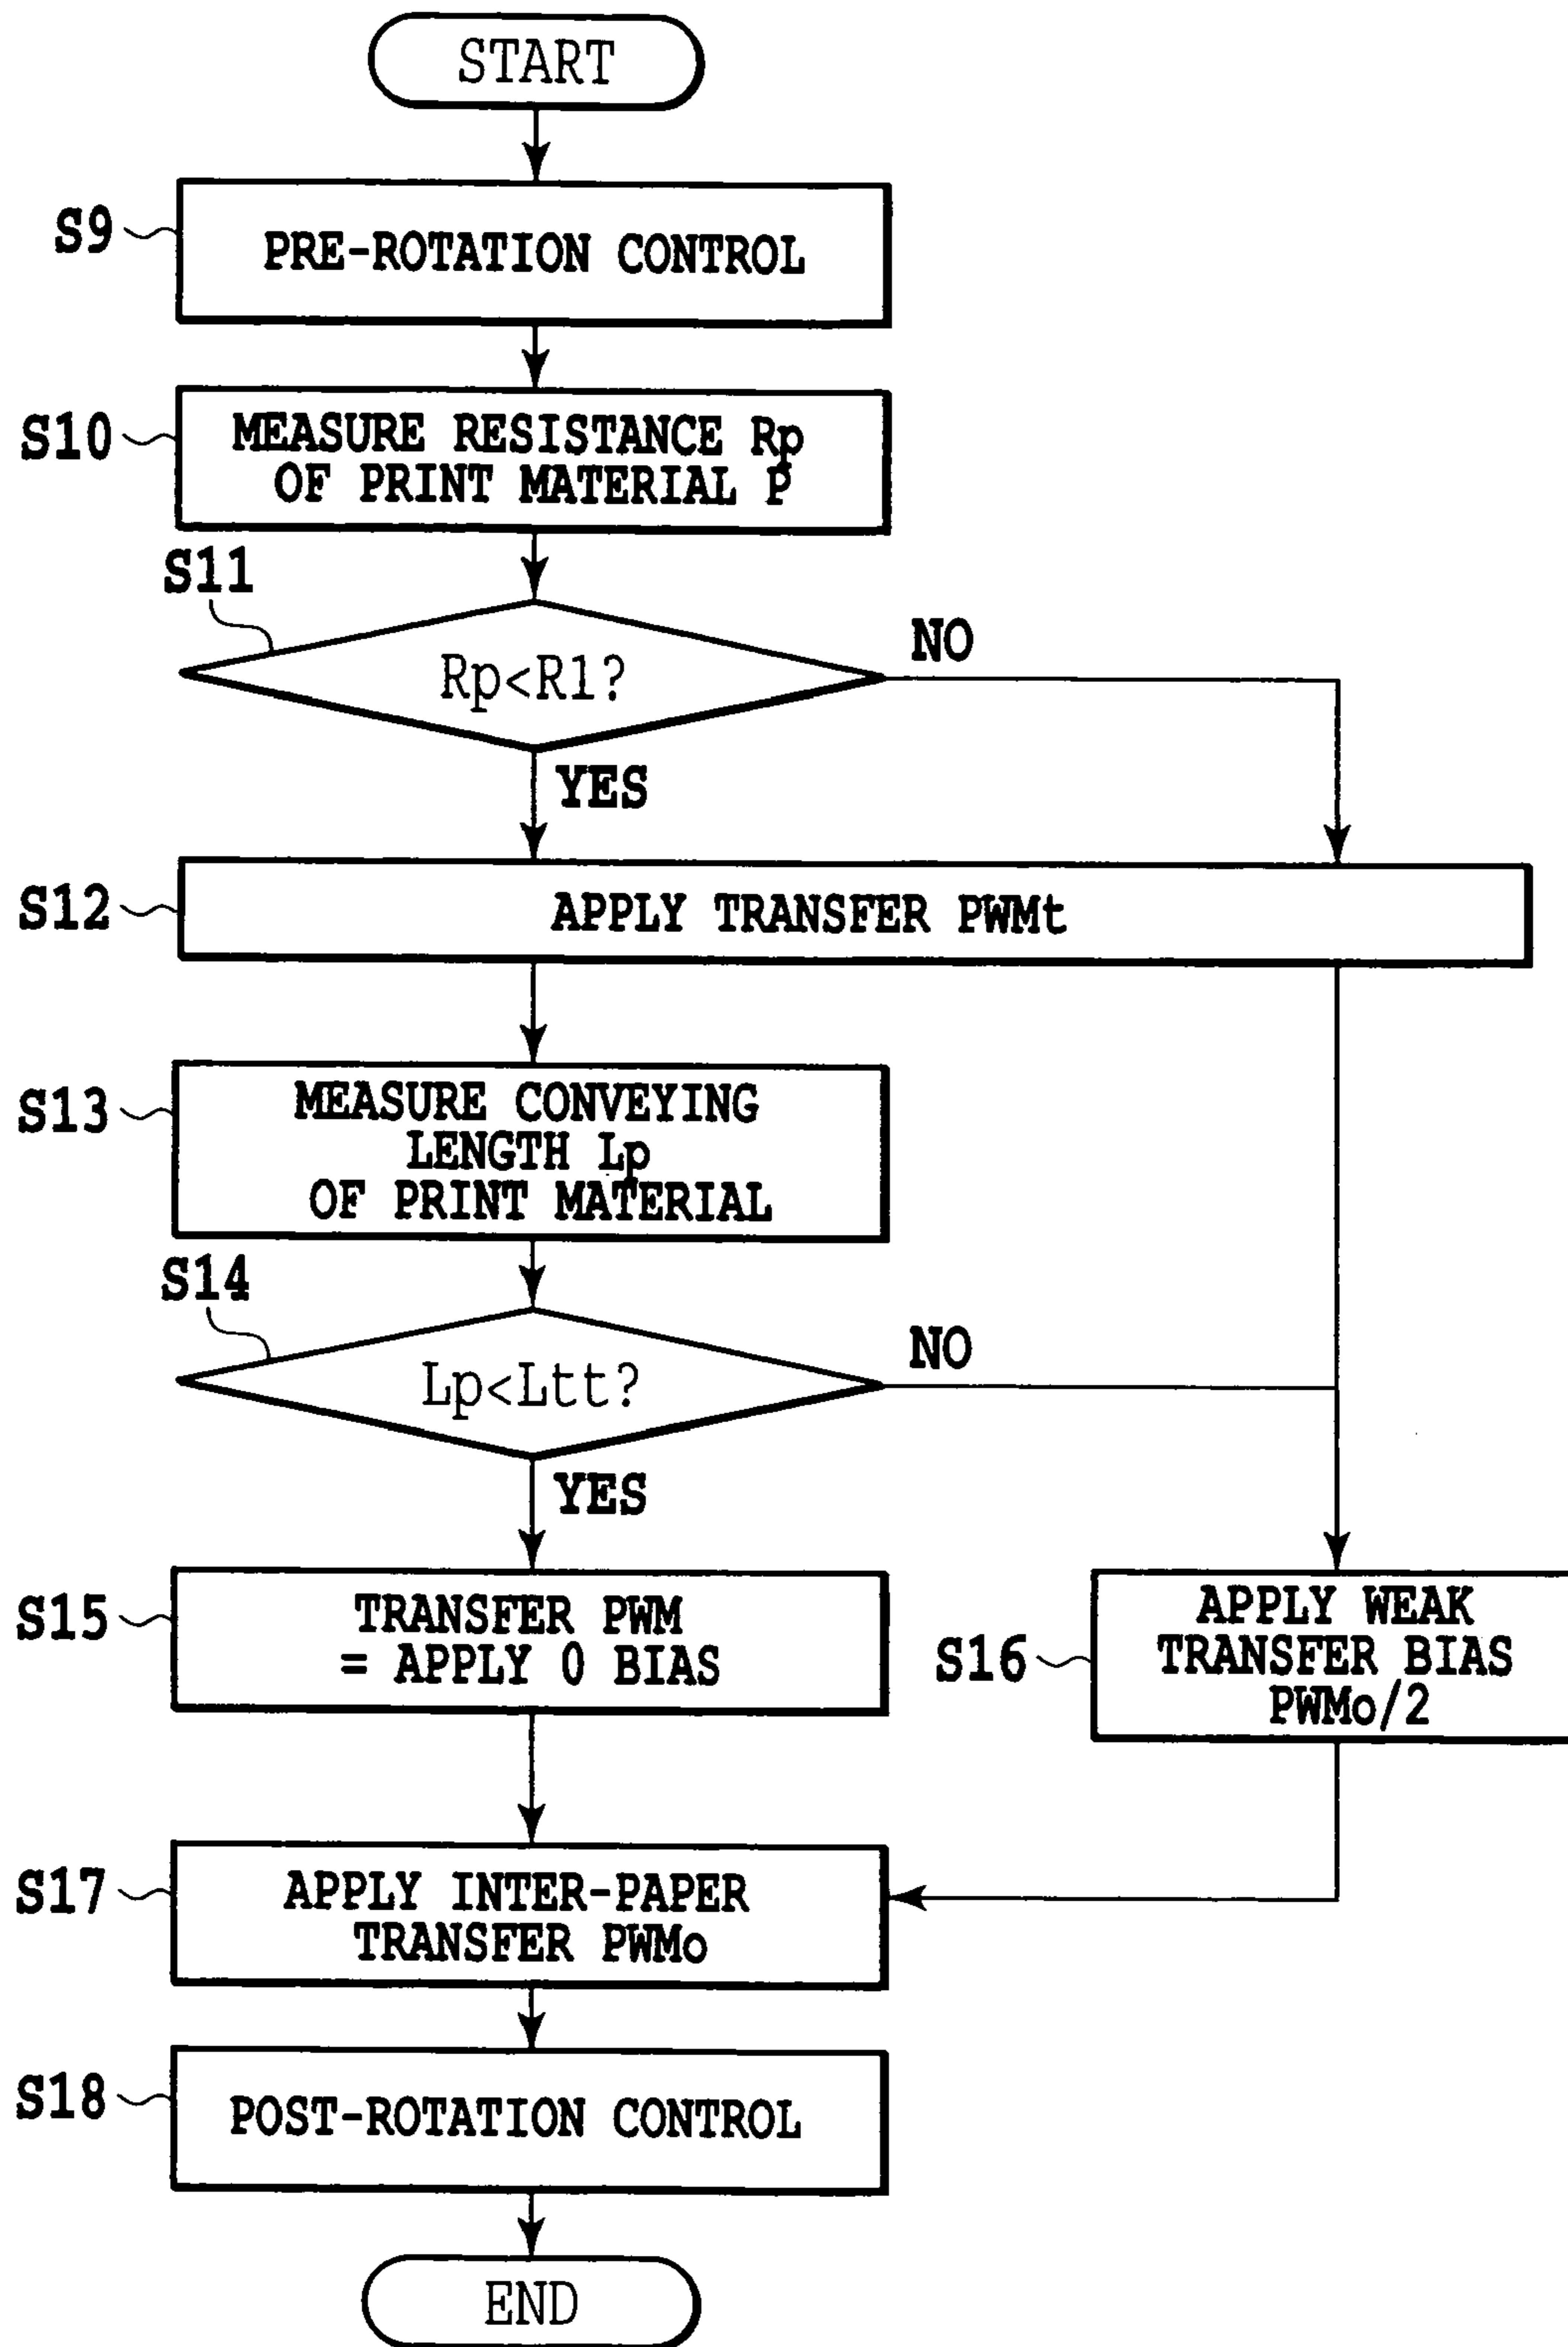 START
S9
PRE-ROTATION CONTROL
S10
MEASURE RESISTANCE Rp
OF PRINT MATERIAL P
S11
Rp<R1?
NO
YES
S12
APPLY TRANSFER PWMt
S13
MEASURE CONVEYING
LENGTH Lp
OF PRINT MATERIAL
S14
Lp<Ltt?
NO
YES
S15
TRANSFER PWM
= APPLY 0 BIAS
S16
APPLY WEAK
TRANSFER BIAS
PWMo/2
S17
APPLY INTER-PAPER
TRANSFER PWMo
S18
POST-ROTATION CONTROL
END